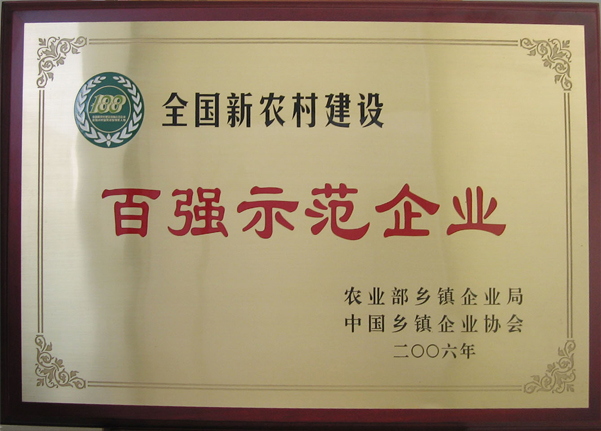 188
全国新农村建设
百强示范企业
农业部乡镇企业局
中国乡镇企业协会
二〇〇六年